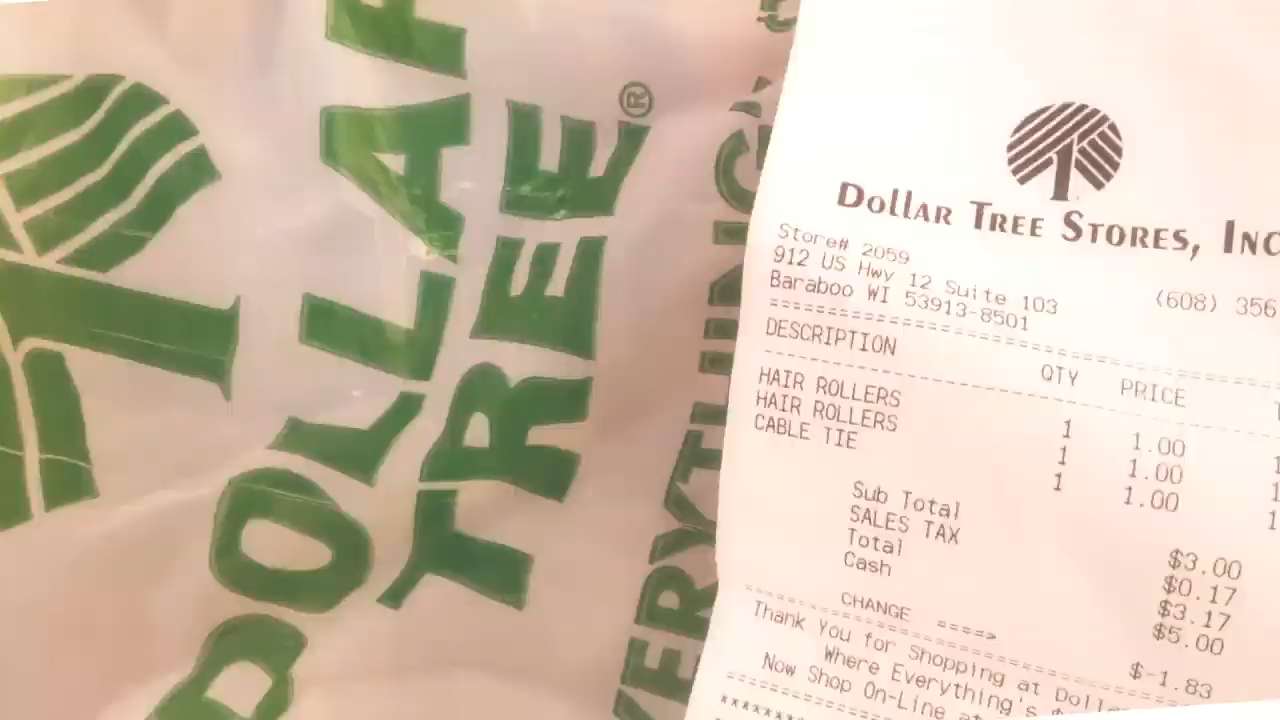 DOLLAR
TREE®
Dollar Tree Stores, Inc
Store# 2059
912 US Hwy 12 Suite 103
(608) 356
Baraboo WI 53913-8501
DESCRIPTION QTY PRICE
HAIR ROLLERS 1 1.00
HAIR ROLLERS 1 1.00
CABLE TIE 1 1.00
Sub Total $3.00
SALES TAX $0.17
Total $3.17
Cash $5.00
CHANGE ====> $-1.83
Thank You for Shopping at
Where Everything's
Now Shop On-Line at